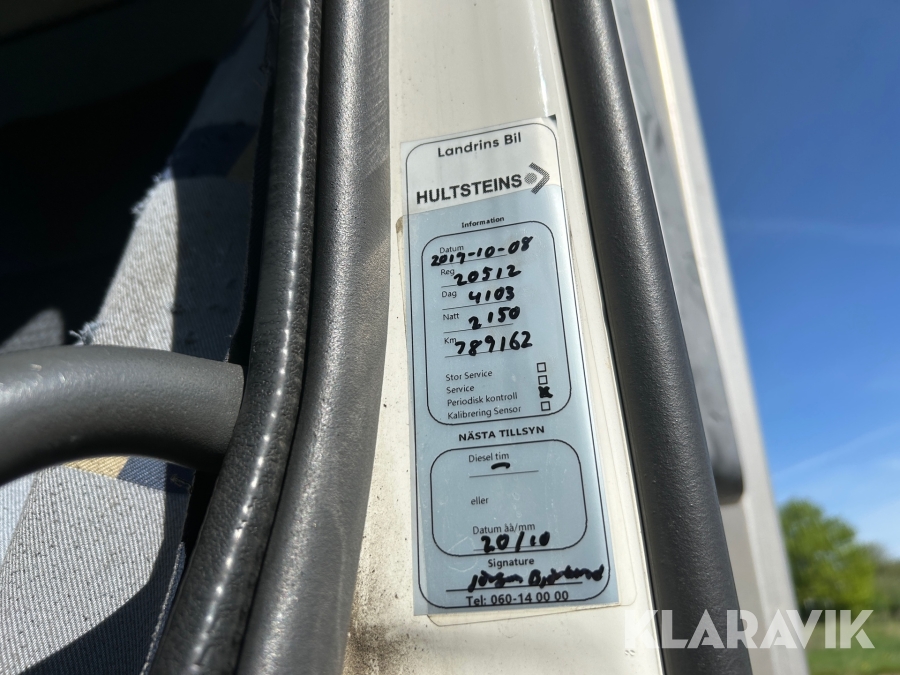 Landrins Bil
HULTSTEINS
Information
Datum
2019-10-08
Reg 20512
Dag 4103
Natt 2150
Km 789162
Stor Service
Service
Periodisk kontroll
Kalibrering Sensor
NÄSTA TILLSYN
Diesel tim
eller
Datum åå/mm
20/10
Signature
Tel: 060-14 00 00
KLARAVIK